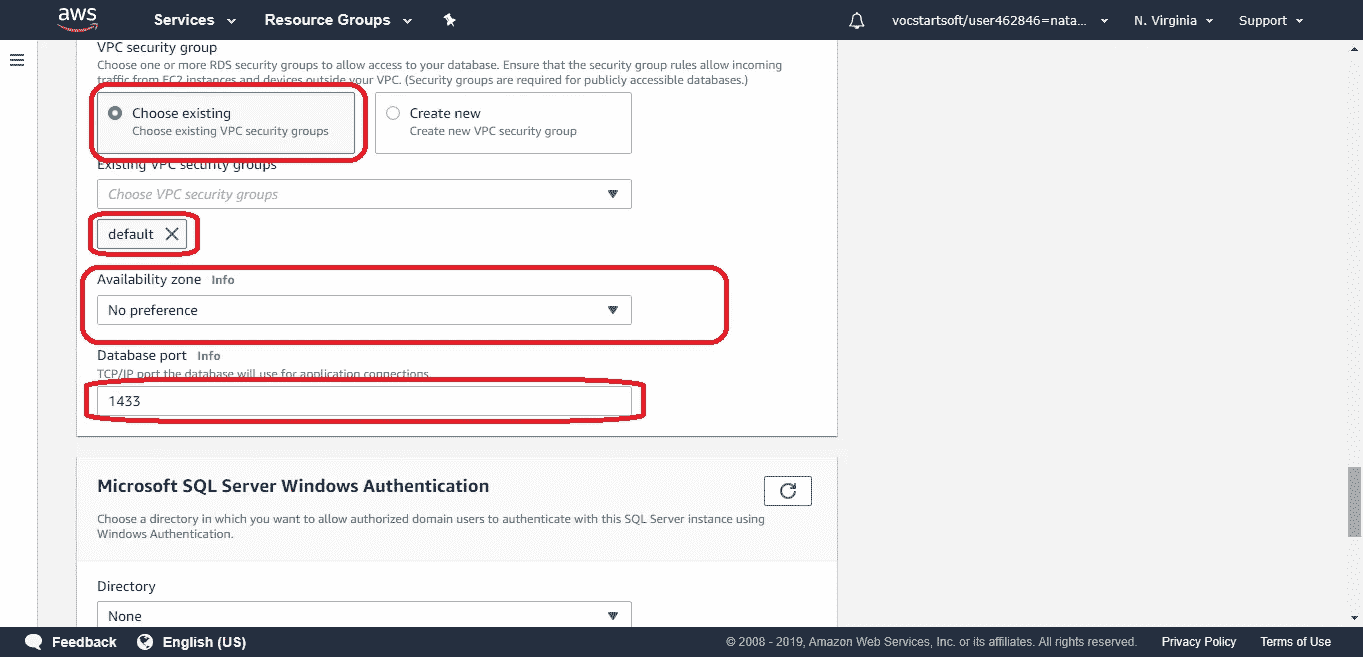 aws Services Resource Groups vocstartsoft/user462846=nata... N. Virginia Support
VPC security group
Choose one or more RDS security groups to allow access to your database. Ensure that the security group rules allow incoming
traffic from EC2 instances and devices outside your VPC. (Security groups are required for publicly accessible databases.)
Choose existing
Choose existing VPC security groups
Create new
Create new VPC security group
Existing VPC security groups
Choose VPC security groups
default
Availability zone Info
No preference
Database port Info
TCP/IP port the database will use for application connections.
1433
Microsoft SQL Server Windows Authentication
Choose a directory in which you want to allow authorized domain users to authenticate with this SQL Server instance using
Windows Authentication.
Directory
None
Feedback English (US) © 2008 - 2019, Amazon Web Services, Inc. or its affiliates. All rights reserved. Privacy Policy Terms of Use